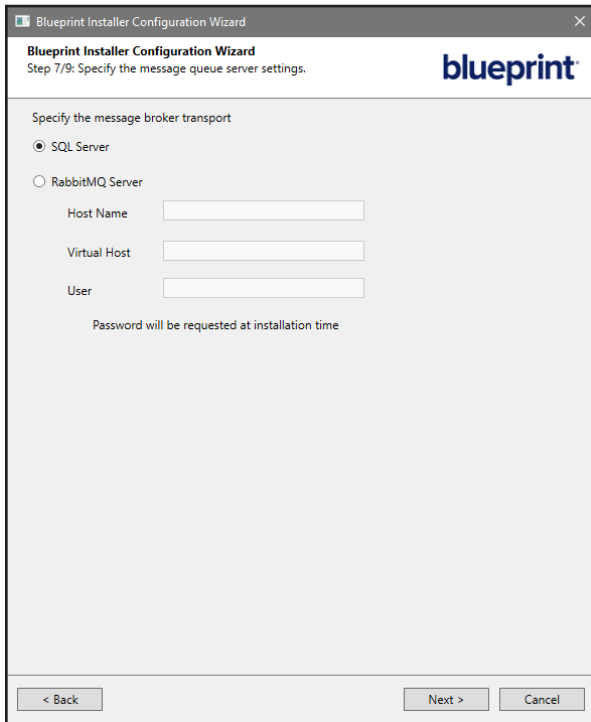 Blueprint Installer Configuration Wizard
Blueprint Installer Configuration Wizard
Step 7/9: Specify the message queue server settings.
blueprint
Specify the message broker transport
SQL Server
RabbitMQ Server
Host Name
Virtual Host
User
Password will be requested at installation time
< Back
Next >
Cancel